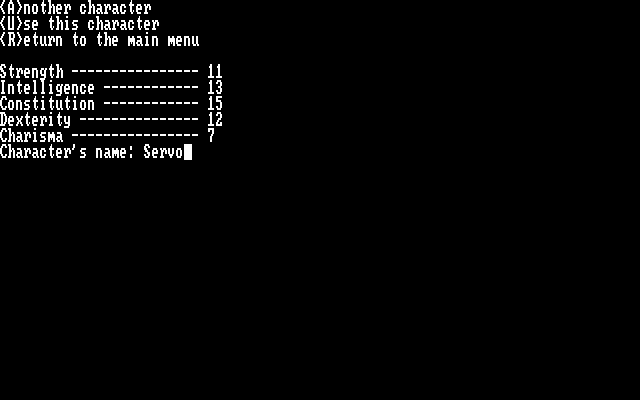 <A>nother character
<U>se this character
<R>eturn to the main menu
Strength ---------------- 11
Intelligence ------------ 13
Constitution ------------ 15
Dexterity --------------- 12
Charisma ---------------- 7
Character's name: Servo